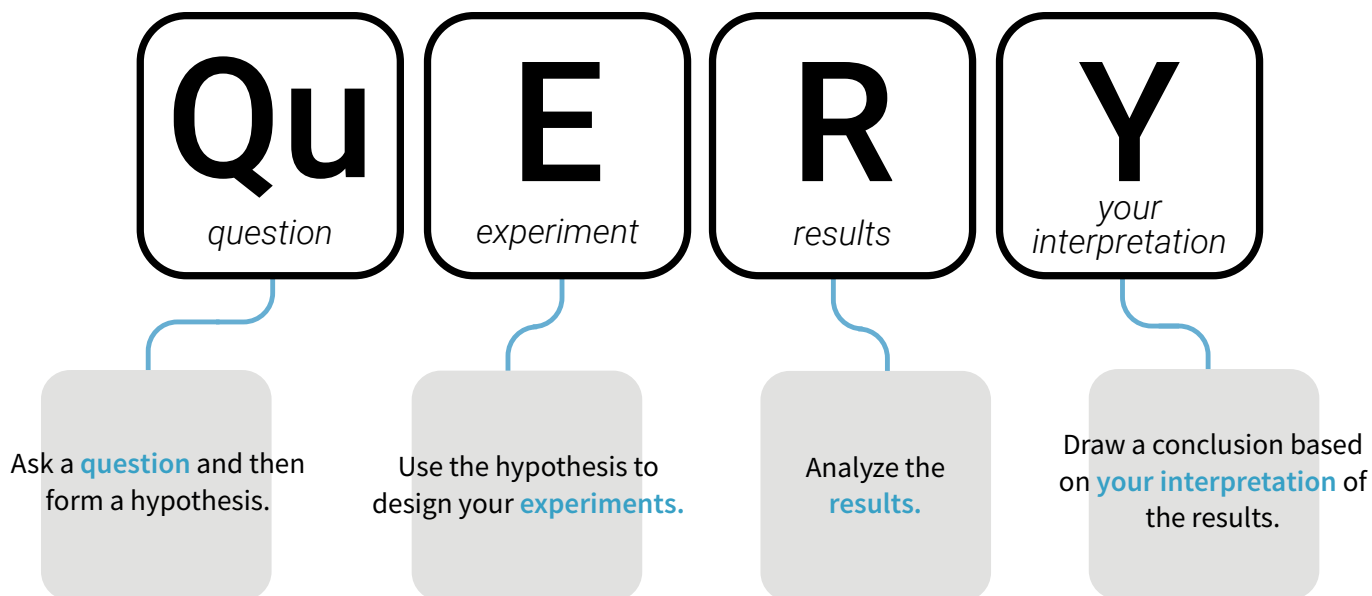 Qu
question
E
experiment
R
results
Y
your
interpretation
Ask a question and then
form a hypothesis.
Use the hypothesis to
design your experiments.
Analyze the
results.
Draw a conclusion based
on your interpretation of
the results.